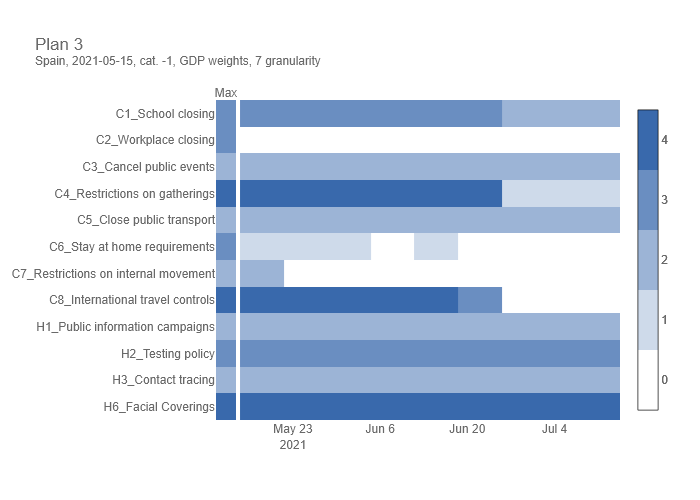 Plan 3
Spain, 2021-05-15, cat. -1, GDP weights, 7 granularity
Max
C1_School closing
C2_Workplace closing
C3_Cancel public events
C4_Restrictions on gatherings
C5_Close public transport
C6_Stay at home requirements
C7_Restrictions on internal movement
C8_International travel controls
H1_Public information campaigns
H2_Testing policy
H3_Contact tracing
H6_Facial Coverings
May 23
2021
Jun 6
Jun 20
Jul 4
4
3
2
1
0